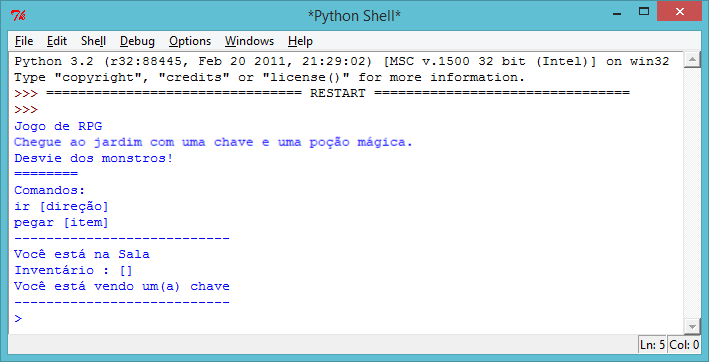 *Python Shell*
File Edit Shell Debug Options Windows Help
Python 3.2 (r32:88445, Feb 20 2011, 21:29:02) [MSC v.1500 32 bit (Intel)] on win32
Type "copyright", "credits" or "license()" for more information.
>>> ================================ RESTART ================================
>>>
Jogo de RPG
Chegue ao jardim com uma chave e uma poção mágica.
Desvie dos monstros!
========
Comandos:
ir [direção]
pegar [item]
---------------------------
Você está na Sala
Inventário : []
Você está vendo um(a) chave
---------------------------
>
Ln: 5 Col: 0